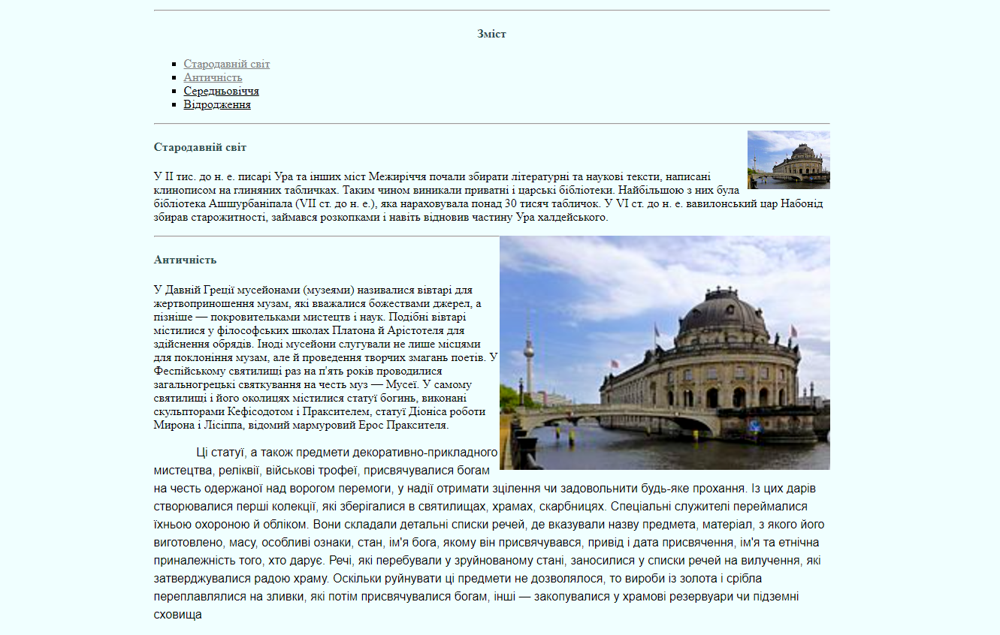 Зміст
Стародавній світ
Античність
Середньовіччя
Відродження
Стародавній світ
У II тис. до н. е. писарі Ура та інших міст Межиріччя почали збирати літературні та наукові тексти, написані
клинописом на глиняних табличках. Таким чином виникали приватні і царські бібліотеки. Найбільшою з них була
бібліотека Ашшурбаніпала (VII ст. до н. е.), яка нараховувала понад 30 тисяч табличок. У VI ст. до н. е. вавилонський цар Набонід
збирав старожитності, займався розкопками і навіть відновив частину Ура халдейського.
Античність
У Давній Греції мусейонами (музеями) називалися вівтарі для
жертвоприношення музам, які вважалися божествами джерел, а
пізніше — покровительками мистецтв і наук. Подібні вівтарі
містилися у філософських школах Платона й Арістотеля для
здійснення обрядів. Іноді мусейони слугували не лише місцями
для поклоніння музам, але й проведення творчих змагань поетів. У
Феспійському святилищі раз на п'ять років проводилися
загальногрецькі святкування на честь муз — Мусеї. У самому
святилищі і його околицях містилися статуї богинь, виконані
скульпторами Кефісодотом і Праксителем, статуї Діоніса роботи
Мирона і Лісіппа, відомий мармуровий Ерос Праксителя.
Ці статуї, а також предмети декоративно-прикладного
мистецтва, реліквії, військові трофеї, присвячувалися богам
на честь одержаної над ворогом перемоги, у надії отримати зцілення чи задовольнити будь-яке прохання. Із цих дарів
створювалися перші колекції, які зберігалися в святилищах, храмах, скарбницях. Спеціальні служителі переймалися
їхньою охороною й обліком. Вони складали детальні списки речей, де вказували назву предмета, матеріал, з якого його
виготовлено, масу, особливі ознаки, стан, ім'я бога, якому він присвячувався, привід і дата присвячення, ім'я та етнічна
приналежність того, хто дарує. Речі, які перебували у зруйнованому стані, заносилися у списки речей на вилучення, які
затверджувалися радою храму. Оскільки руйнувати ці предмети не дозволялося, то вироби із золота і срібла
переплавлялися на зливки, які потім присвячувалися богам, інші — закопувалися у храмові резервуари чи підземні
сховища